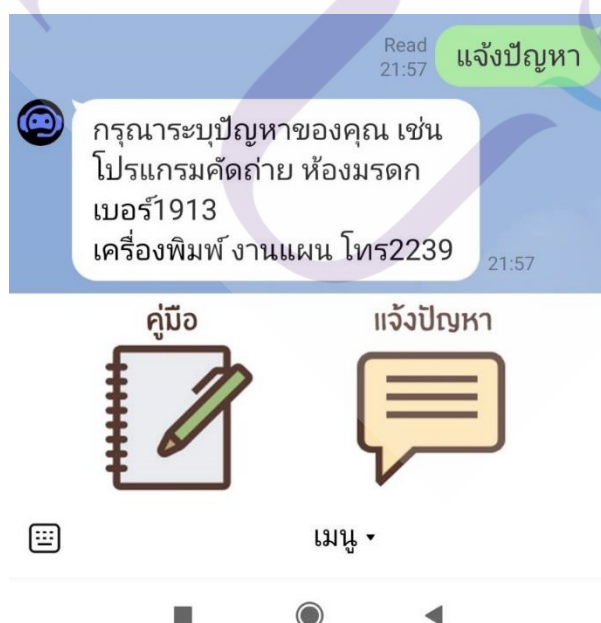 Read
21:57
แจ้งปัญหา
กรุณาระบุปัญหาของคุณ เช่น
โปรแกรมคัดถ่าย ห้องมรดก
เบอร์1913
เครื่องพิมพ์ งานแผน โทร2239
21:57
คู่มือ
แจ้งปัญหา
เมนู